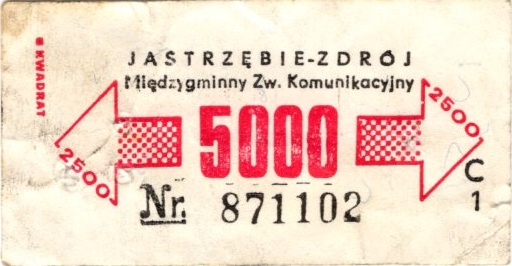 JASTRZĘBIE-ZDRÓJ
Międzygminny Zw. Komunikacyjny
KWADRAT
5000
2500
2500
Nr 871102
C
1